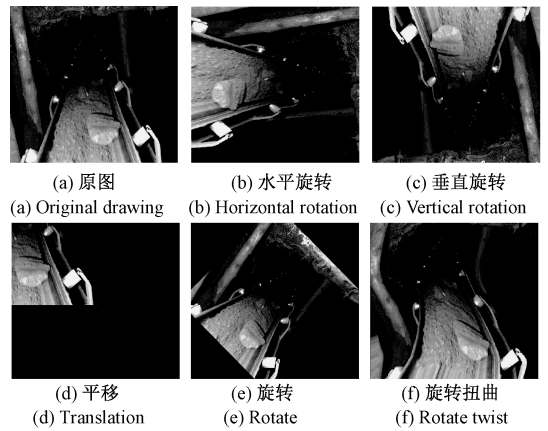 (a) 原图
(a) Original drawing
(b) 水平旋转
(b) Horizontal rotation
(c) 垂直旋转
(c) Vertical rotation
(d) 平移
(d) Translation
(e) 旋转
(e) Rotate
(f) 旋转扭曲
(f) Rotate twist